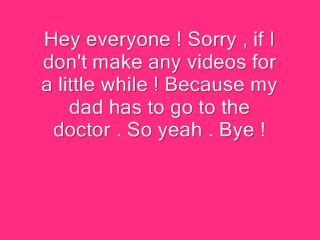 Hey everyone ! Sorry , if I
don't make any videos for
a little while ! Because my
dad has to go to the
doctor . So yeah . Bye !